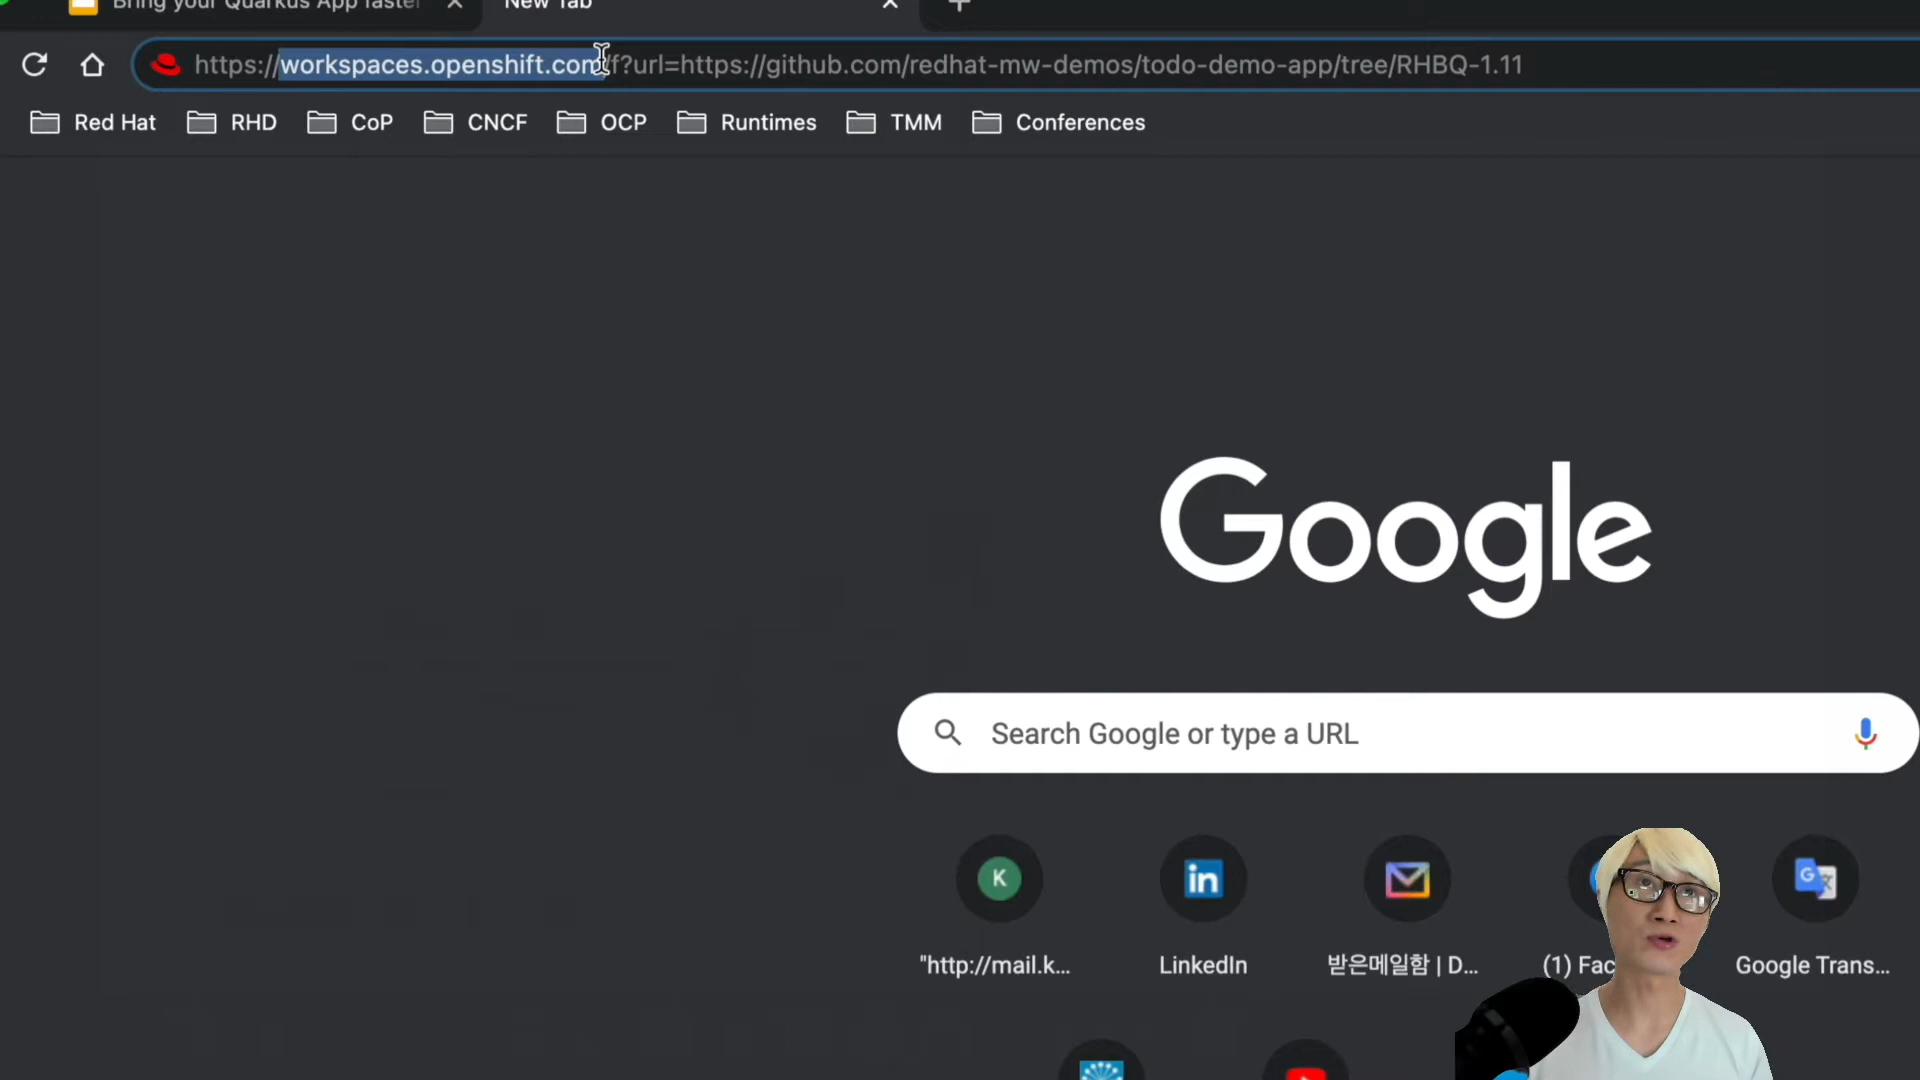 Bring your Quarkus App faster
New Tab
https://workspaces.openshift.com/f?url=https://github.com/redhat-mw-demos/todo-demo-app/tree/RHBQ-1.11
Red Hat RHD CoP CNCF OCP Runtimes TMM Conferences
Google
Search Google or type a URL
K
in
G 文
"http://mail.k... LinkedIn 받은메일함 | D... (1) Fac Google Trans...